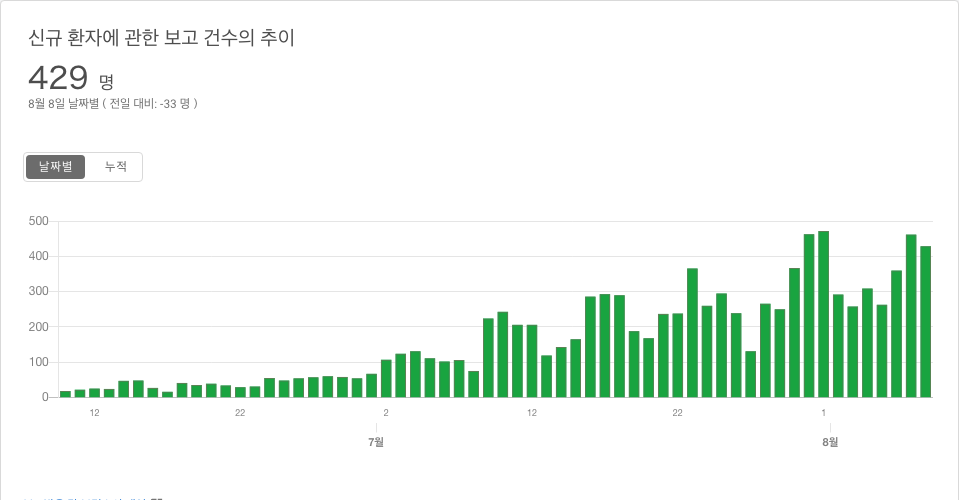 신규 환자에 관한 보고 건수의 추이
429 명
8월 8일 날짜별 ( 전일 대비: -33 명 )
날짜별 누적
500
400
300
200
100
0
12 22 2 12 22 1
7월 8월